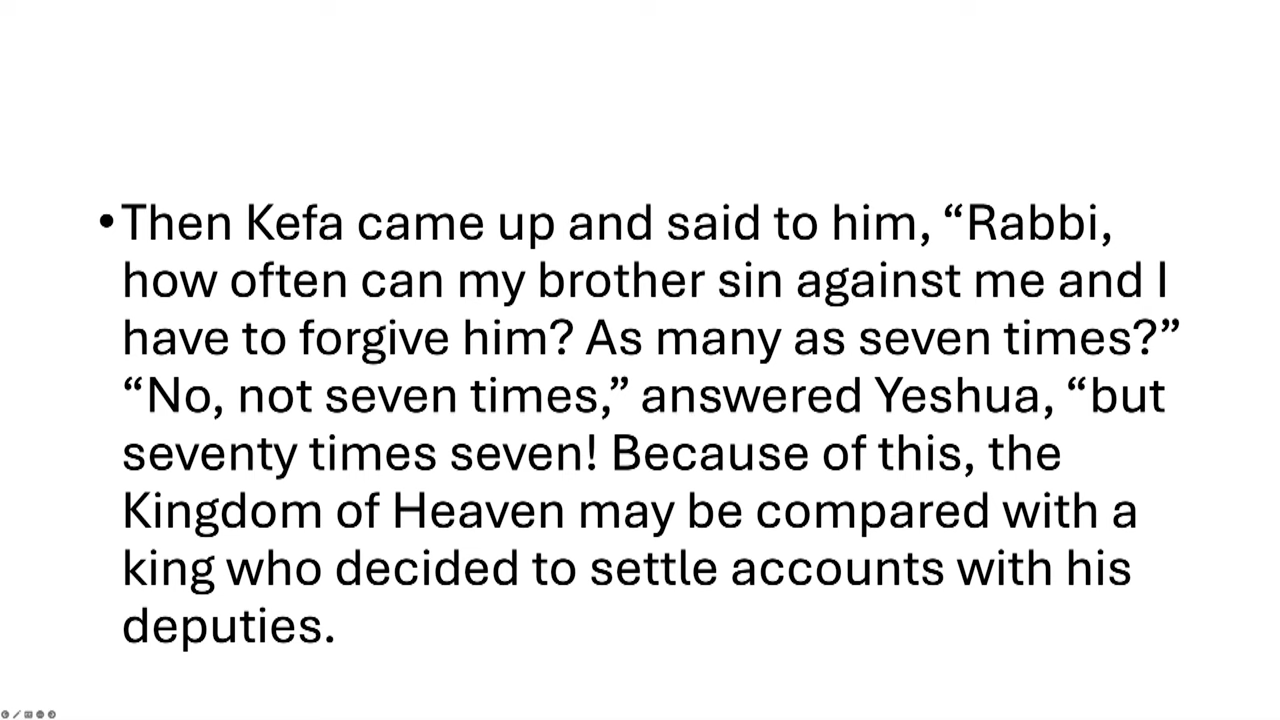 •Then Kefa came up and said to him, “Rabbi,
how often can my brother sin against me and I
have to forgive him? As many as seven times?”
“No, not seven times,” answered Yeshua, “but
seventy times seven! Because of this, the
Kingdom of Heaven may be compared with a
king who decided to settle accounts with his
deputies.